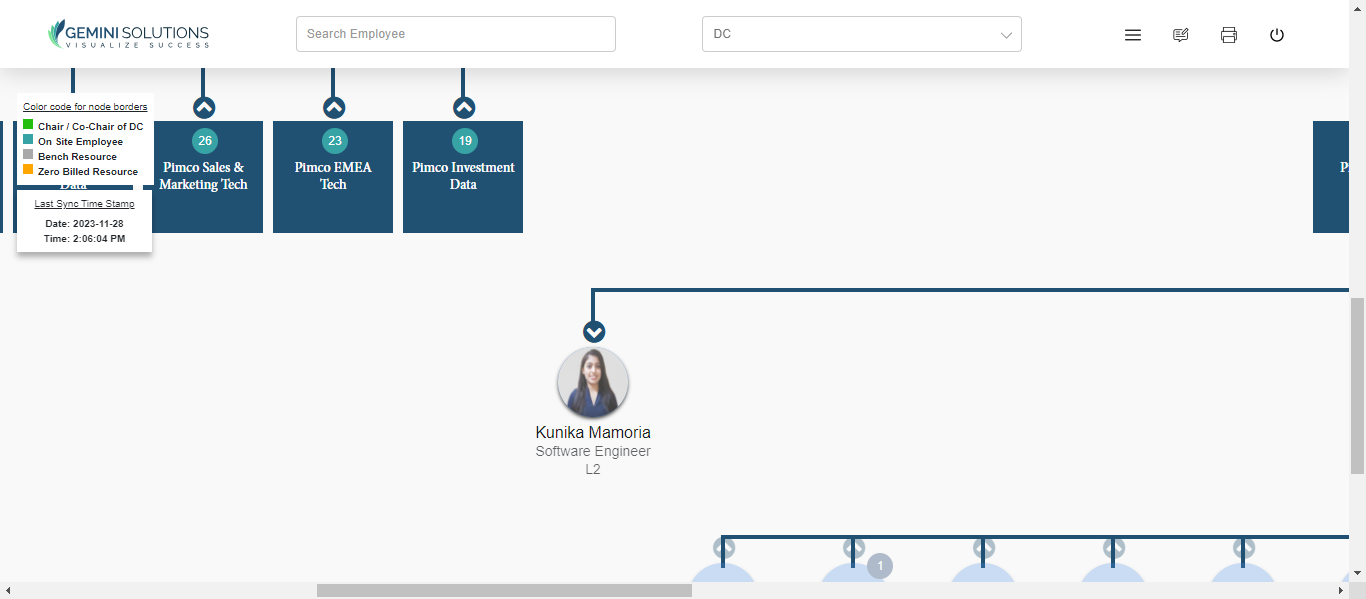 GEMINI SOLUTIONS
VISUALIZE SUCCESS
Search Employee
DC
Color code for node borders
Chair / Co-Chair of DC
On Site Employee
Bench Resource
Zero Billed Resource
Data
Last Sync Time Stamp
Date: 2023-11-28
Time: 2:06:04 PM
26
Pimco Sales &
Marketing Tech
23
Pimco EMEA
Tech
19
Pimco Investment
Data
Kunika Mamoria
Software Engineer
L2
1